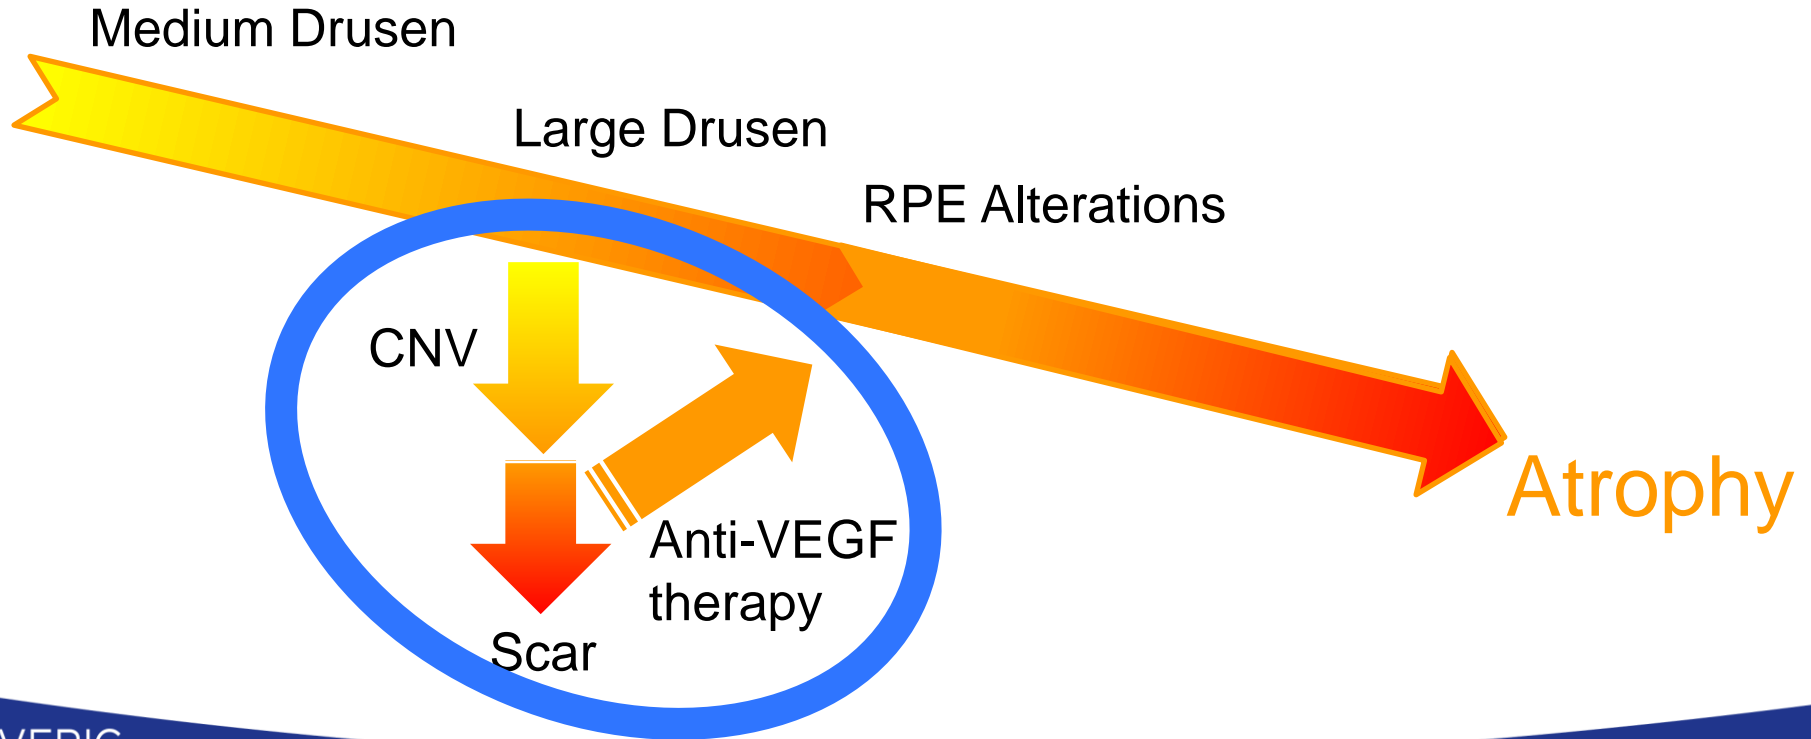 Medium Drusen
Large Drusen
RPE Alterations
CNV
Atrophy
Anti-VEGF
therapy
Scar